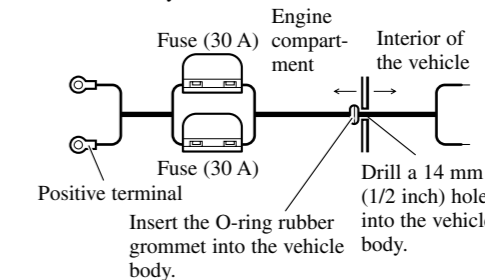 Engine
compart-
ment
Fuse (30 A)
Interior of
the vehicle
Fuse (30 A)
Positive terminal
Insert the O-ring rubber
grommet into the vehicle
body.
Drill a 14 mm
(1/2 inch) hole
into the vehicle
body.